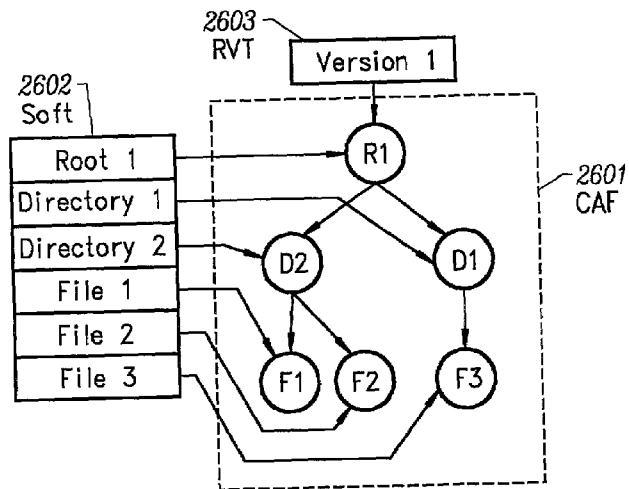 2603
RVT
Version 1
2602
Soft
Root 1
Directory 1
Directory 2
File 1
File 2
File 3
R1
D2
D1
F1
F2
F3
2601
CAF